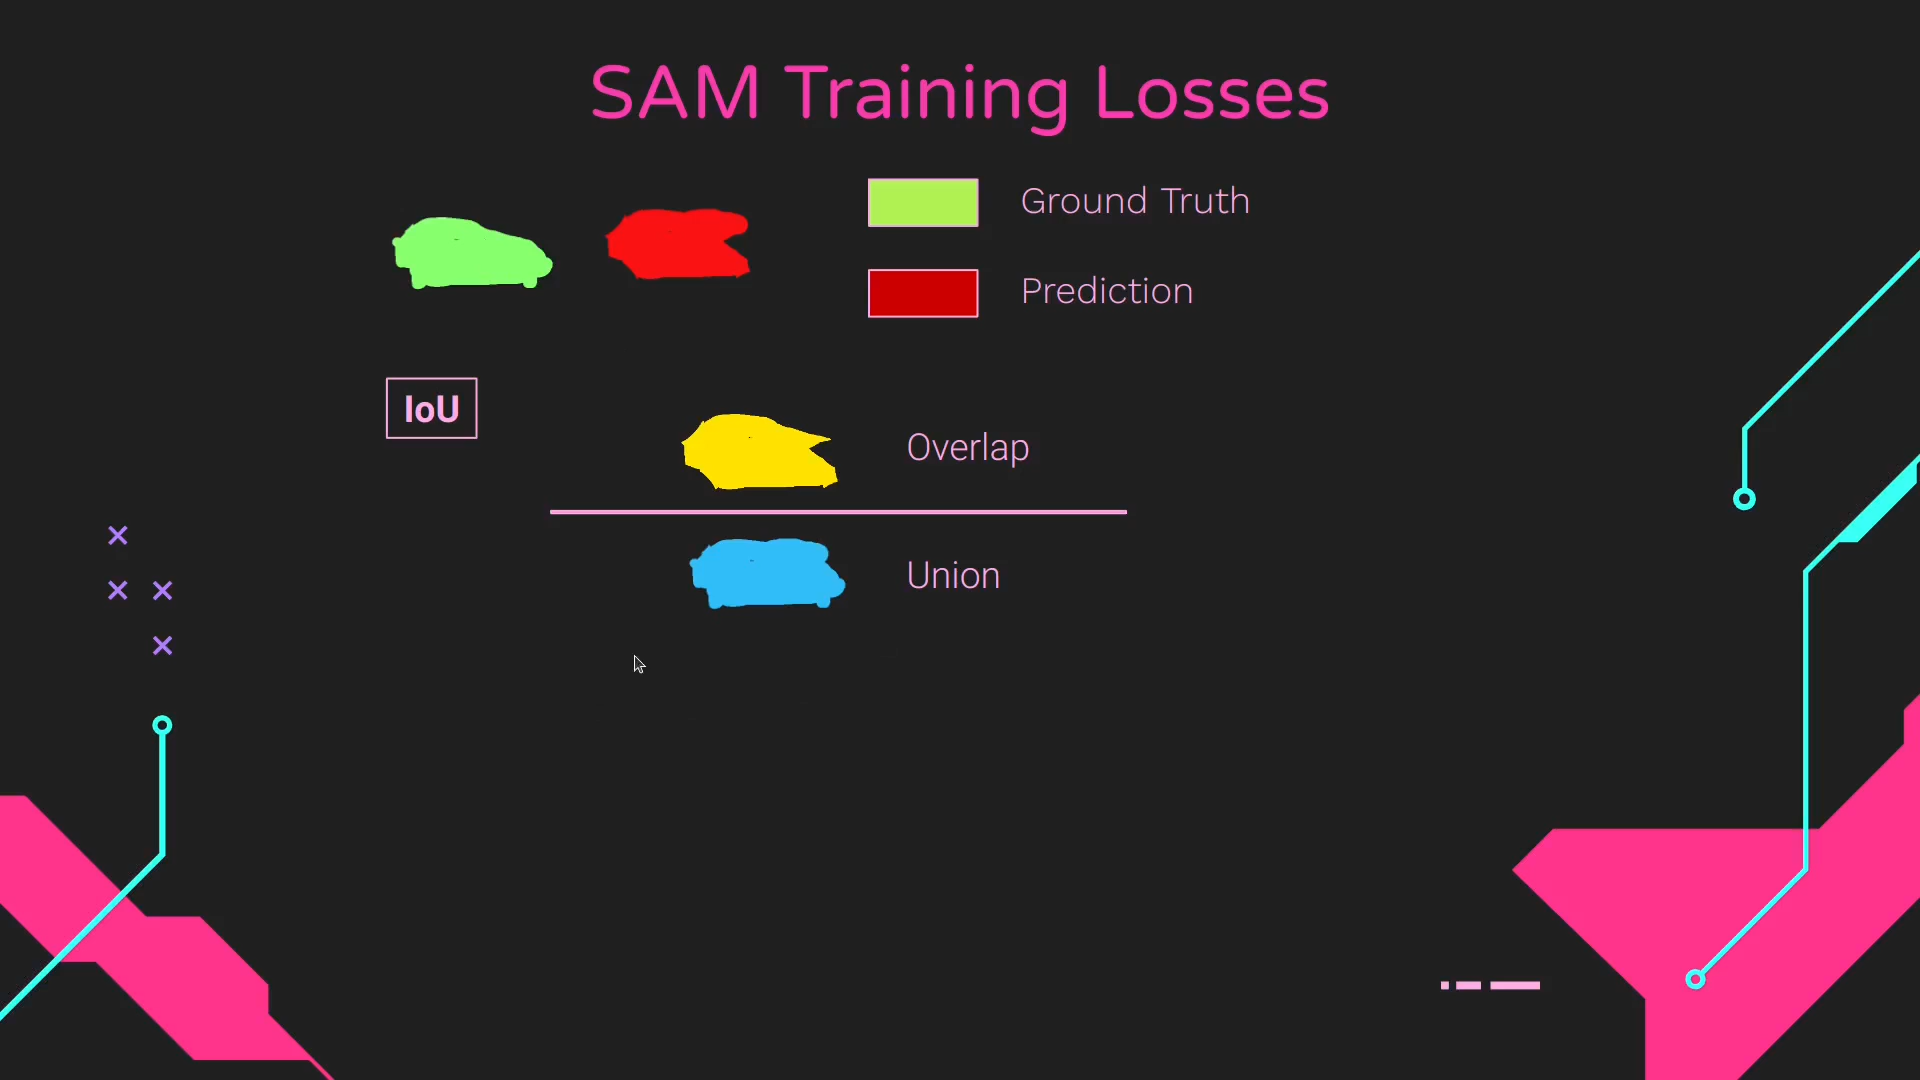 SAM Training Losses
Ground Truth
Prediction
IoU
Overlap
Union